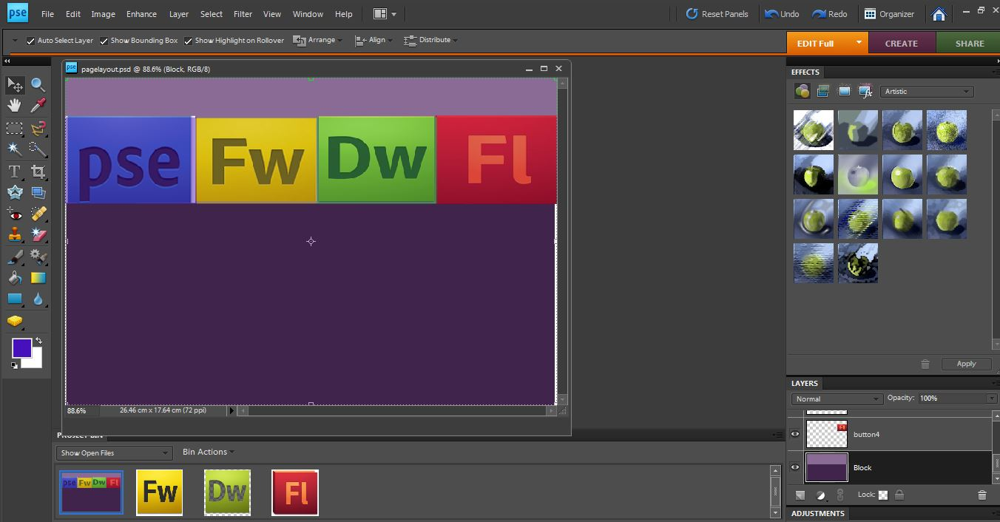 pse File Edit Image Enhance Layer Select Filter View Window Help Reset Panels Undo Redo Organizer
Auto Select Layer Show Bounding Box Show Highlight on Rollover Arrange Align Distribute EDIT Full CREATE SHARE
pse pagelayout.psd @ 88.6% (Block, RGB/8)
EFFECTS
Artistic
pse Fw Dw Fl
T
fx
Apply
LAYERS
Normal Opacity: 100%
88.6% 26.46 cm x 17.64 cm (72 ppi)
button4
PROJECT BIN
Show Open Files Bin Actions
Block
pse Fw Dw Fl Fw Dw Fl
Lock:
ADJUSTMENTS